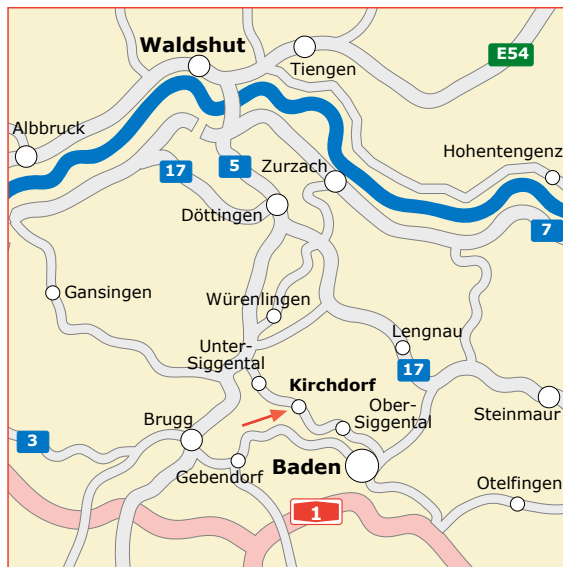 Waldshut
Tiengen
E54
Albbruck
Hohentengenz
17
5
Zurzach
Döttingen
7
Gansingen
Würenlingen
Unter-
Siggental
Lengnau
17
Kirchdorf
Ober-
Siggental
Steinmaur
3
Brugg
Gebendorf
Baden
Otelfingen
1